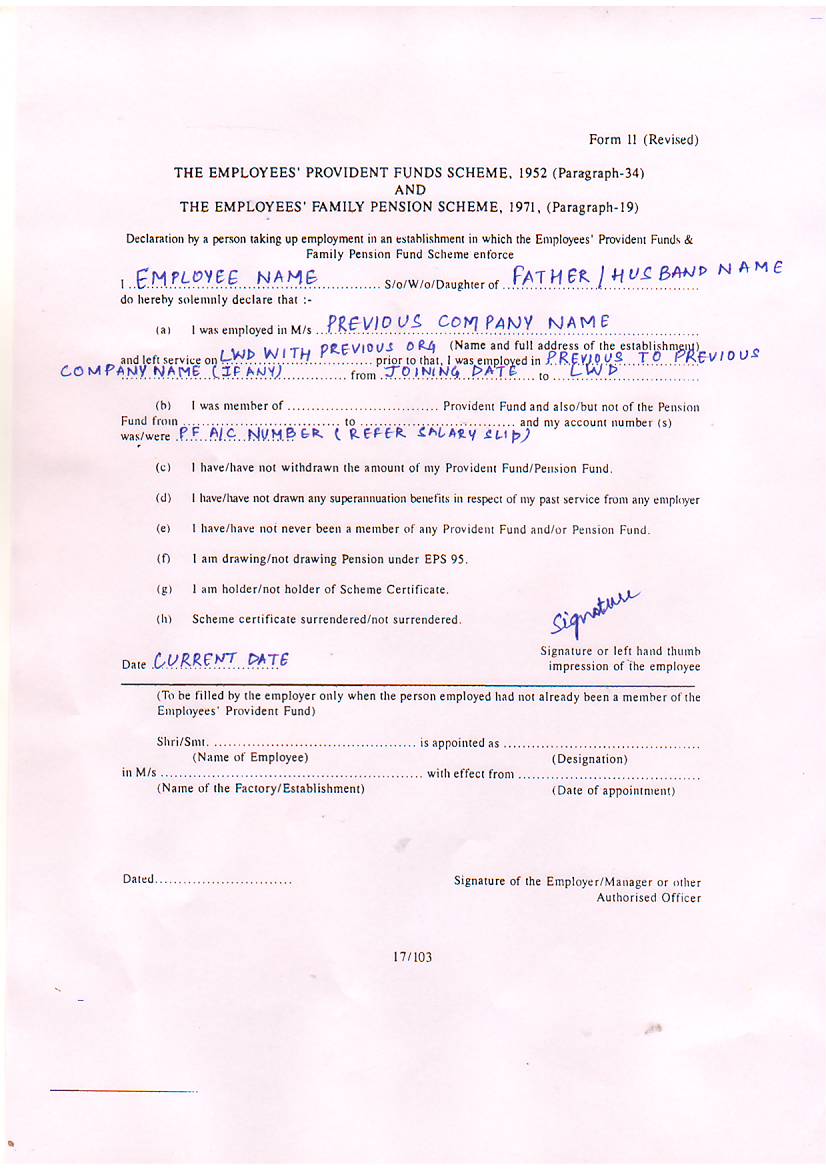 Form 11 (Revised)
THE EMPLOYEES' PROVIDENT FUNDS SCHEME, 1952 (Paragraph-34)
AND
THE EMPLOYEES' FAMILY PENSION SCHEME, 1971, (Paragraph-19)
Declaration by a person taking up employment in an establishment in which the Employees' Provident Funds &
Family Pension Fund Scheme enforce
I .. EMPLOYEE NAME .......... S/o/W/o/Daughter of .. FATHER / HUSBAND NAME
do hereby solemnly declare that :-
(a) I was employed in M/s ... PREVIOUS COMPANY NAME ..........
(Name and full address of the establishment)
and left service on LWD WITH PREVIOUS ORG .......... prior to that, I was employed in PREVIOUS TO PREVIOUS
COMPANY NAME (IF ANY) .......... from JOINING DATE .... to ... LWD ..........
(b) I was member of .............................. Provident Fund and also/but not of the Pension
Fund from .............................. to .............................. and my account number (s)
was/were PF A/C NUMBER ( REFER SALARY SLIP)
(c) I have/have not withdrawn the amount of my Provident Fund/Pension Fund.
(d) I have/have not drawn any superannuation benefits in respect of my past service from any employer
(e) I have/have not never been a member of any Provident Fund and/or Pension Fund.
(f) I am drawing/not drawing Pension under EPS 95.
(g) I am holder/not holder of Scheme Certificate.
(h) Scheme certificate surrendered/not surrendered.
Signature
Signature or left hand thumb
Date CURRENT DATE impression of the employee
(To be filled by the employer only when the person employed had not already been a member of the
Employees' Provident Fund)
Shri/Smt. ........................................ is appointed as .......................................
(Name of Employee) (Designation)
in M/s .................................................... with effect from ....................................
(Name of the Factory/Establishment) (Date of appointment)
Dated........................... Signature of the Employer/Manager or other
Authorised Officer
17/103